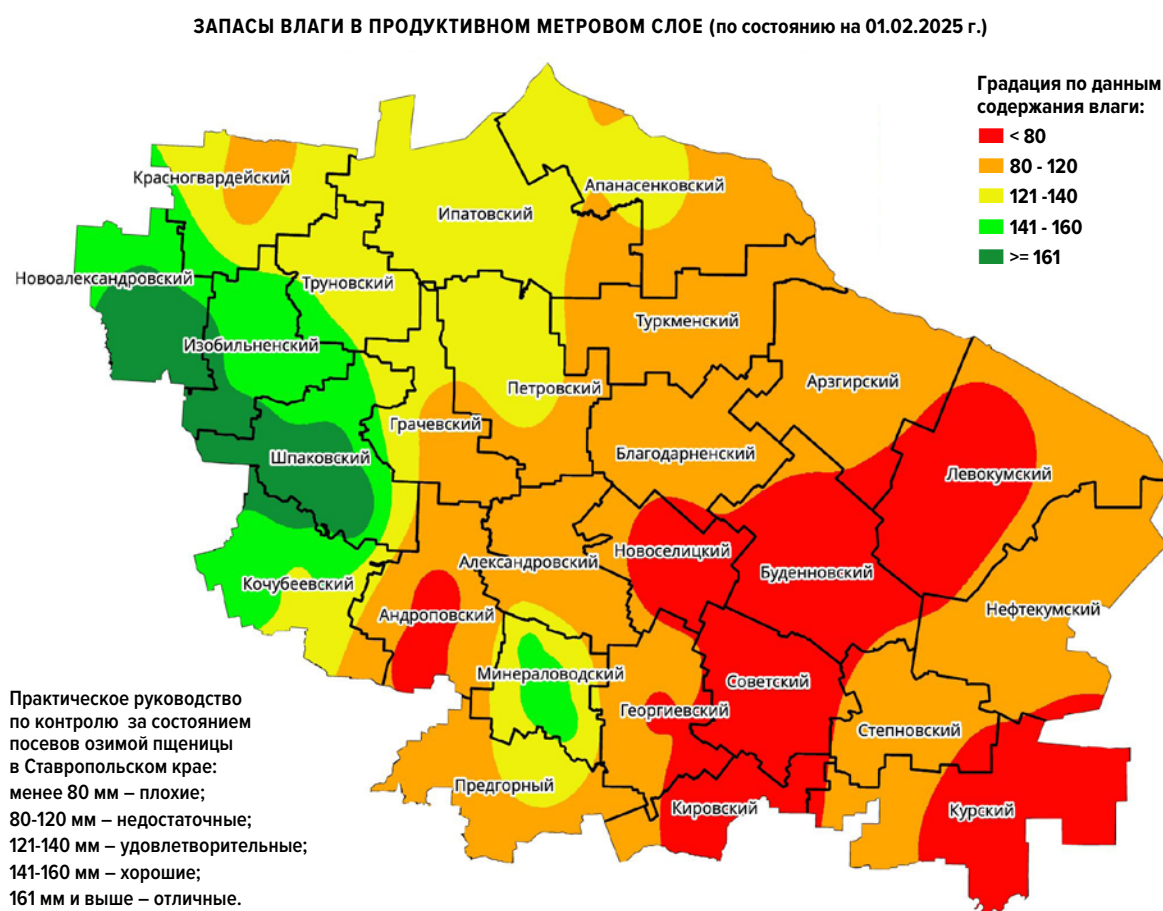 ЗАПАСЫ ВЛАГИ В ПРОДУКТИВНОМ МЕТРОВОМ СЛОЕ (по состоянию на 01.02.2025 г.)
Градация по данным
содержания влаги:
< 80
80 - 120
121 -140
141 - 160
>= 161
Красногвардейский
Апанасенковский
Ипатовский
Новоалександровский
Труновский
Туркменский
Изобильненский
Арзгирский
Петровский
Грачевский
Благодарненский
Шпаковский
Левокумский
Новоселицкий
Александровский
Буденновский
Кочубеевский
Нефтекумский
Андроповский
Минераловодский
Советский
Георгиевский
Степновский
Предгорный
Кировский
Курский
Практическое руководство
по контролю за состоянием
посевов озимой пщеницы
в Ставропольском крае:
менее 80 мм – плохие;
80-120 мм – недостаточные;
121-140 мм – удовлетворительные;
141-160 мм – хорошие;
161 мм и выше – отличные.